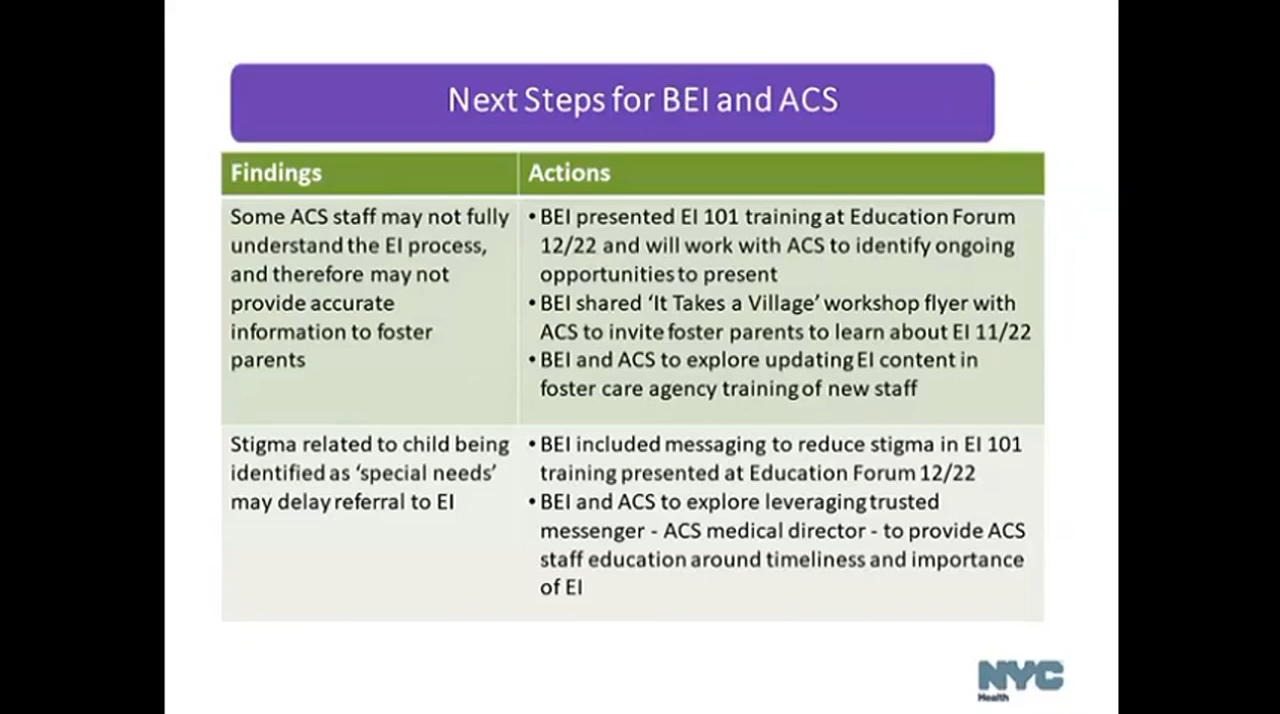 Next Steps for BEI and ACS
Findings
Actions
Some ACS staff may not fully
understand the EI process,
and therefore may not
provide accurate
information to foster
parents
• BEI presented EI 101 training at Education Forum
12/22 and will work with ACS to identify ongoing
opportunities to present
• BEI shared ‘It Takes a Village’ workshop flyer with
ACS to invite foster parents to learn about EI 11/22
• BEI and ACS to explore updating EI content in
foster care agency training of new staff
Stigma related to child being
identified as ‘special needs’
may delay referral to EI
• BEI included messaging to reduce stigma in EI 101
training presented at Education Forum 12/22
• BEI and ACS to explore leveraging trusted
messenger - ACS medical director - to provide ACS
staff education around timeliness and importance
of EI
NYC
Health